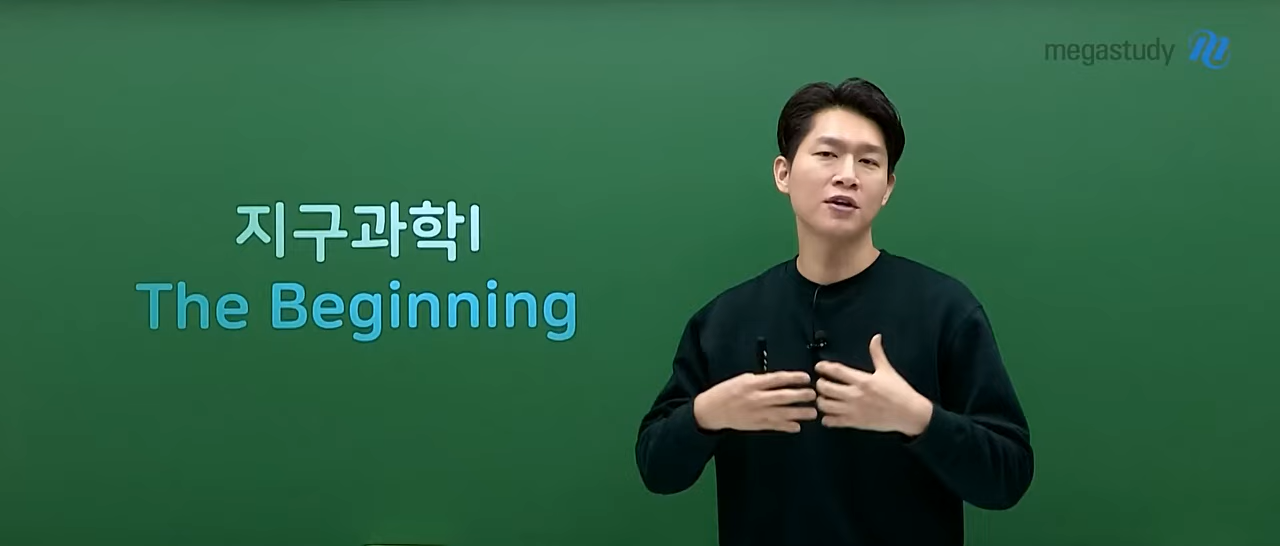 megastudy
지구과학I
The Beginning